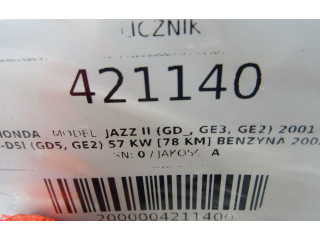 LICZNIK
421140
HONDA MODEL JAZZ II (GD_, GE3, GE2) 2001
-DSI (GD5, GE2) 57 KW [78 KM] BENZYNA 200
SN: 0 / JAKOŚĆ A
2000004211400